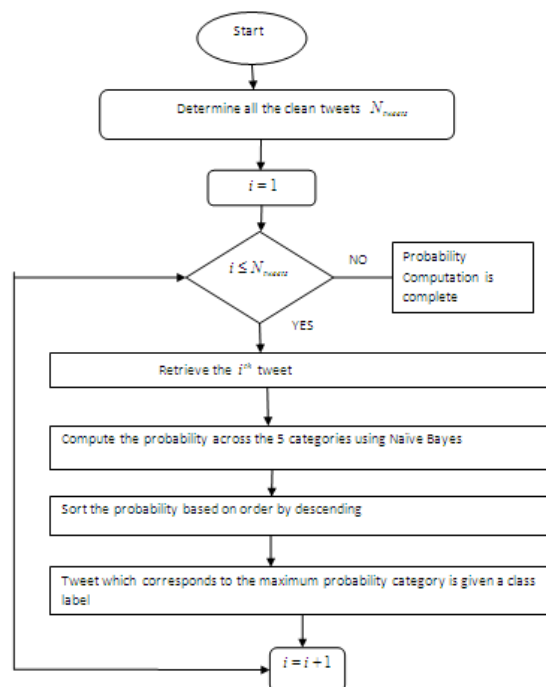 Start
Determine all the clean tweets N_tweets
i = 1
i ≤ N_tweets
NO
Probability
Computation is
complete
YES
Retrieve the i^th tweet
Compute the probability across the 5 categories using Naïve Bayes
Sort the probability based on order by descending
Tweet which corresponds to the maximum probability category is given a class
label
i = i + 1